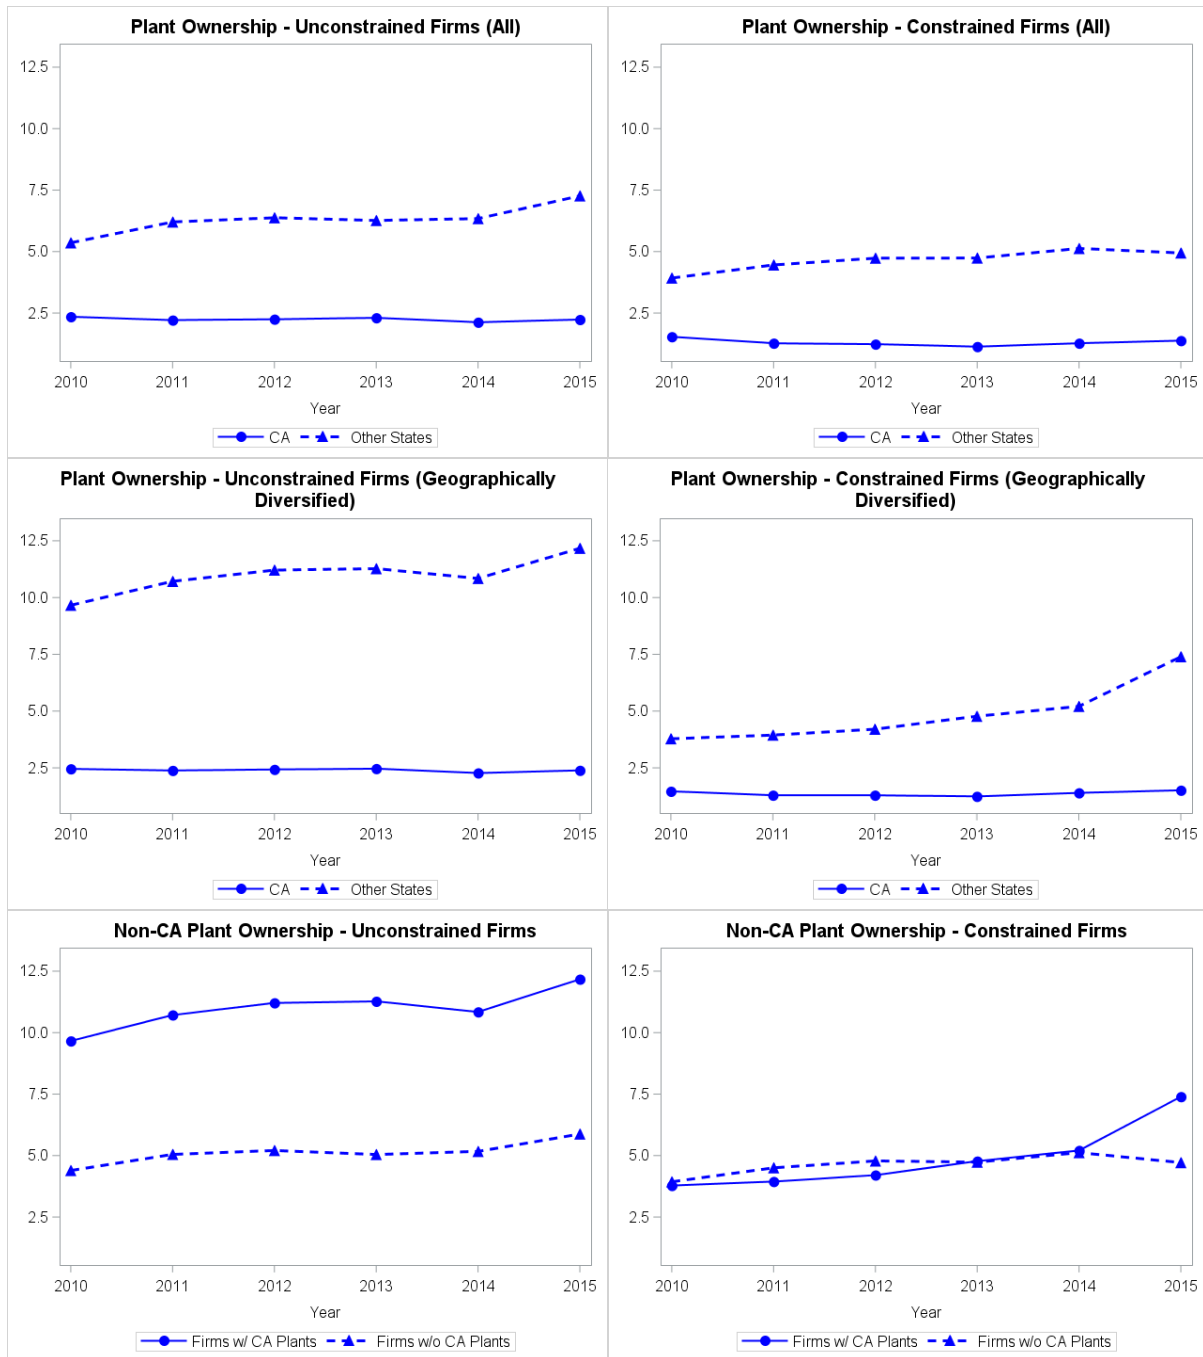 Plant Ownership - Unconstrained Firms (All)
12.5
10.0
7.5
5.0
2.5
2010 2011 2012 2013 2014 2015
Year
CA Other States
Plant Ownership - Constrained Firms (All)
12.5
10.0
7.5
5.0
2.5
2010 2011 2012 2013 2014 2015
Year
CA Other States
Plant Ownership - Unconstrained Firms (Geographically
Diversified)
12.5
10.0
7.5
5.0
2.5
2010 2011 2012 2013 2014 2015
Year
CA Other States
Plant Ownership - Constrained Firms (Geographically
Diversified)
12.5
10.0
7.5
5.0
2.5
2010 2011 2012 2013 2014 2015
Year
CA Other States
Non-CA Plant Ownership - Unconstrained Firms
12.5
10.0
7.5
5.0
2.5
2010 2011 2012 2013 2014 2015
Year
Firms w/ CA Plants Firms w/o CA Plants
Non-CA Plant Ownership - Constrained Firms
12.5
10.0
7.5
5.0
2.5
2010 2011 2012 2013 2014 2015
Year
Firms w/ CA Plants Firms w/o CA Plants